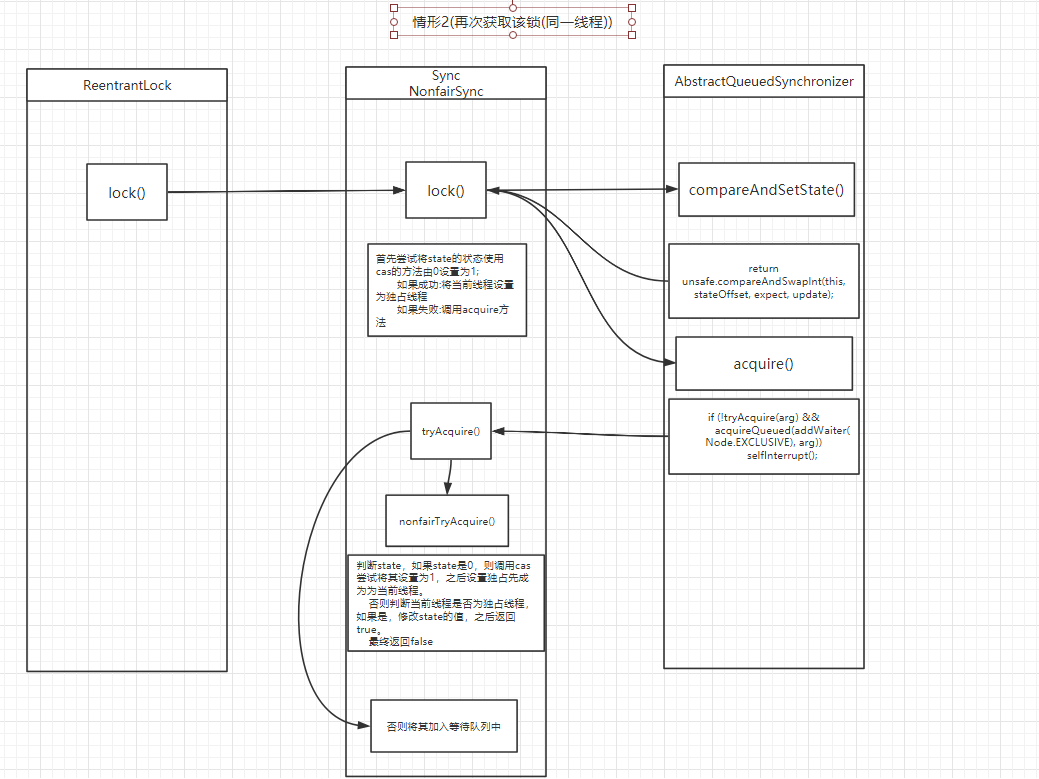 情形2(再次获取该锁(同一线程))
ReentrantLock
Sync
NonfairSync
AbstractQueuedSynchronizer
lock()
lock()
compareAndSetState()
首先尝试将state的状态使用
cas的方法由0设置为1;
如果成功:将当前线程设置
为独占线程
如果失败:调用acquire方
法
return
unsafe.compareAndSwapInt(this,
stateOffset, expect, update);
acquire()
if (!tryAcquire(arg) &&
acquireQueued(addWaiter(
Node.EXCLUSIVE), arg))
selfInterrupt();
tryAcquire()
nonfairTryAcquire()
判断state，如果state是0，则调用cas
尝试将其设置为1，之后设置独占先成
为为当前线程。
否则判断当前线程是否为独占线程，
如果是，修改state的值，之后返回
true。
最终返回false
否则将其加入等待队列中